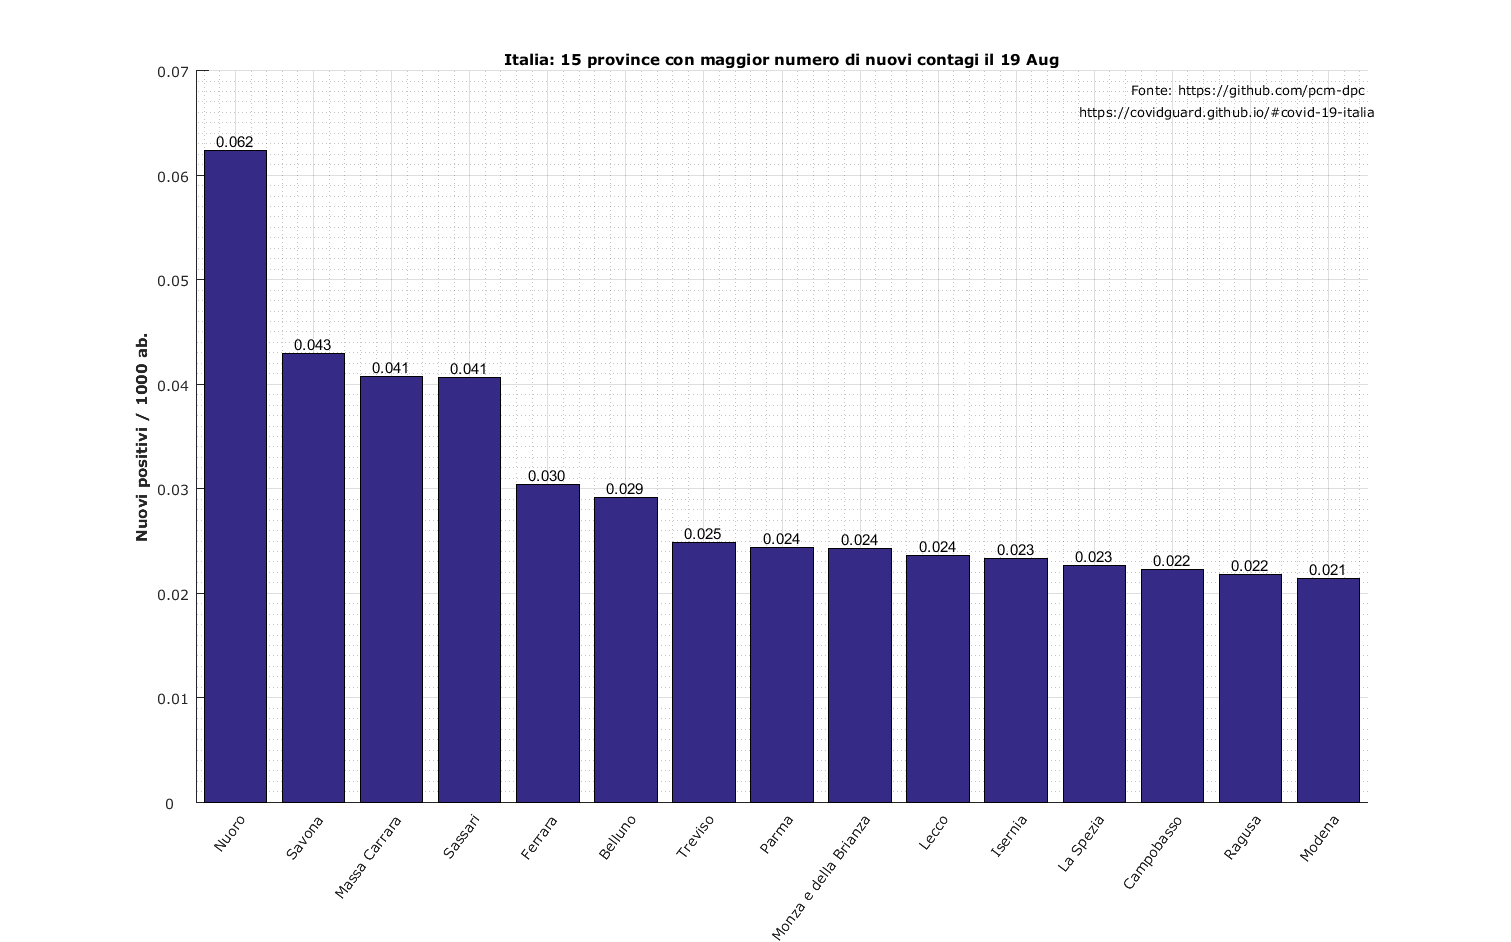 Italia: 15 province con maggior numero di nuovi contagi il 19 Aug
Fonte: https://github.com/pcm-dpc
https://covidguard.github.io/#covid-19-italia
Nuovi positivi / 1000 ab.
0.07
0.06
0.05
0.04
0.03
0.02
0.01
0
0.062
0.043
0.041
0.041
0.030
0.029
0.025
0.024
0.024
0.024
0.023
0.023
0.022
0.022
0.021
Nuoro
Savona
Massa Carrara
Sassari
Ferrara
Belluno
Treviso
Parma
Monza e della Brianza
Lecco
Isernia
La Spezia
Campobasso
Ragusa
Modena